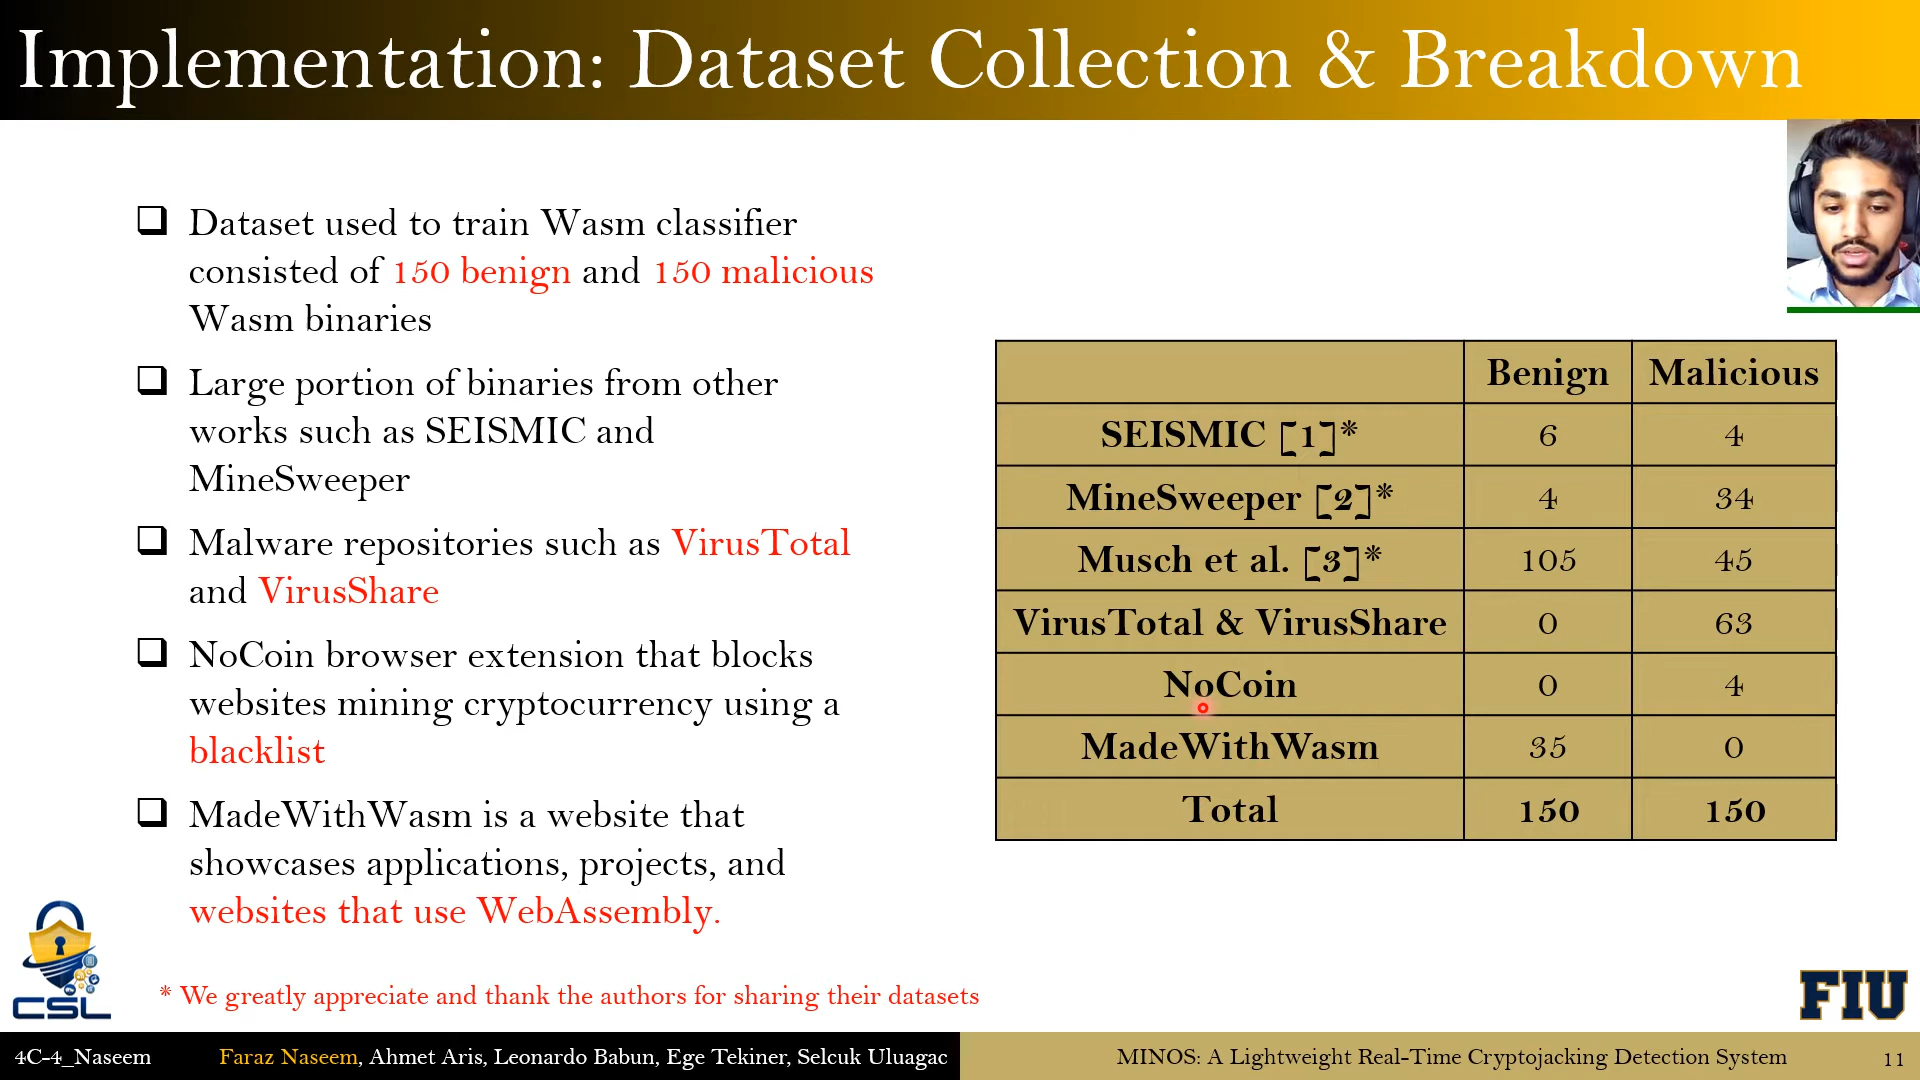 Implementation: Dataset Collection & Breakdown
Dataset used to train Wasm classifier
consisted of 150 benign and 150 malicious
Wasm binaries
Large portion of binaries from other
works such as SEISMIC and
MineSweeper
Malware repositories such as VirusTotal
and VirusShare
NoCoin browser extension that blocks
websites mining cryptocurrency using a
blacklist
MadeWithWasm is a website that
showcases applications, projects, and
websites that use WebAssembly.
* We greatly appreciate and thank the authors for sharing their datasets
Benign Malicious
SEISMIC [1]* 6 4
MineSweeper [2]* 4 34
Musch et al. [3]* 105 45
VirusTotal & VirusShare 0 63
NoCoin 0 4
MadeWithWasm 35 0
Total 150 150
CSL
FIU
4C-4_Naseem Faraz Naseem, Ahmet Aris, Leonardo Babun, Ege Tekiner, Selcuk Uluagac MINOS: A Lightweight Real-Time Cryptojacking Detection System 11